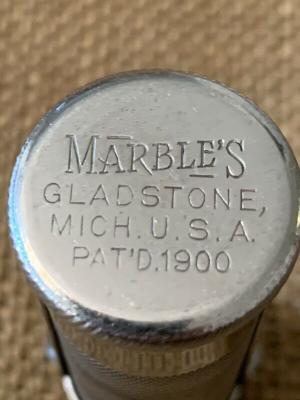 MARBLE'S
GLADSTONE,
MICH. U.S.A.
PAT'D. 1900